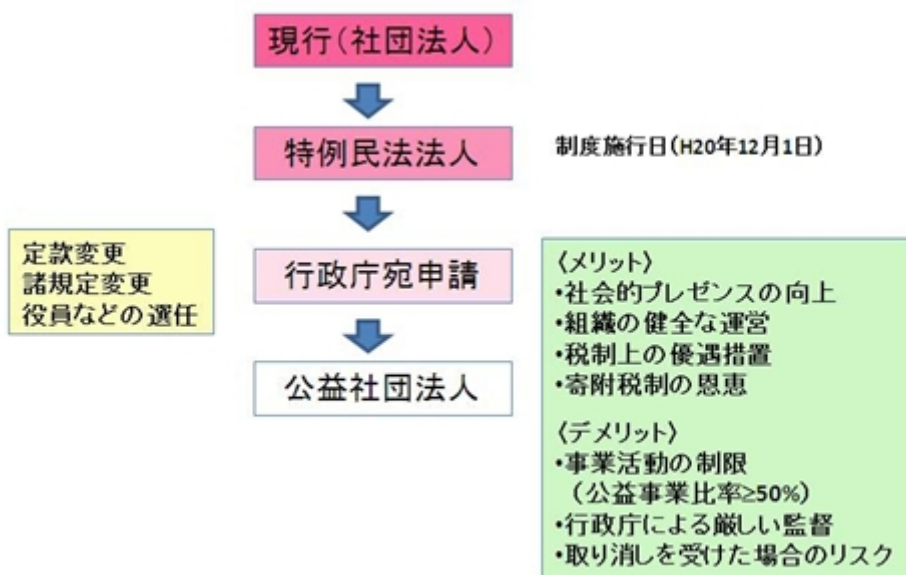 現行(社団法人)
特例民法法人
制度施行日(H20年12月1日)
定款変更
諸規定変更
役員などの選任
行政庁宛申請
公益社団法人
〈メリット〉
・社会的プレゼンスの向上
・組織の健全な運営
・税制上の優遇措置
・寄附税制の恩恵
〈デメリット〉
・事業活動の制限
（公益事業比率≥50%）
・行政庁による厳しい監督
・取り消しを受けた場合のリスク